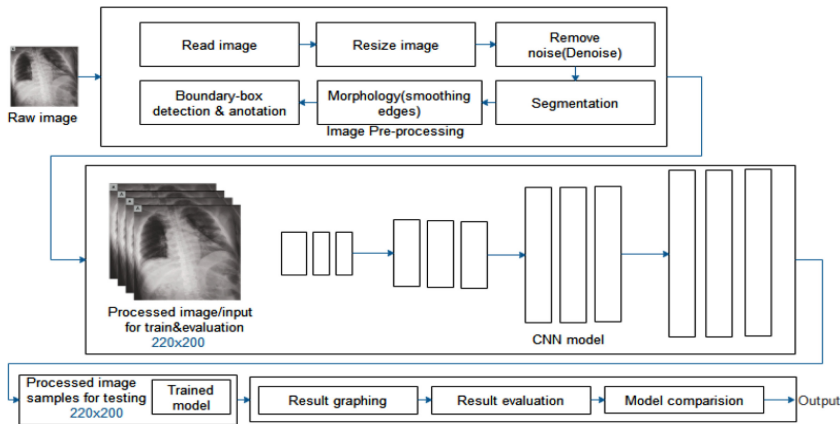 Raw image
Read image
Resize image
Remove
noise(Denoise)
Segmentation
Morphology(smoothing
edges)
Boundary-box
detection & anotation
Image Pre-processing
Processed image/input
for train&evaluation
220x200
CNN model
Processed image
samples for testing
220x200
Trained
model
Result graphing
Result evaluation
Model comparision
Output